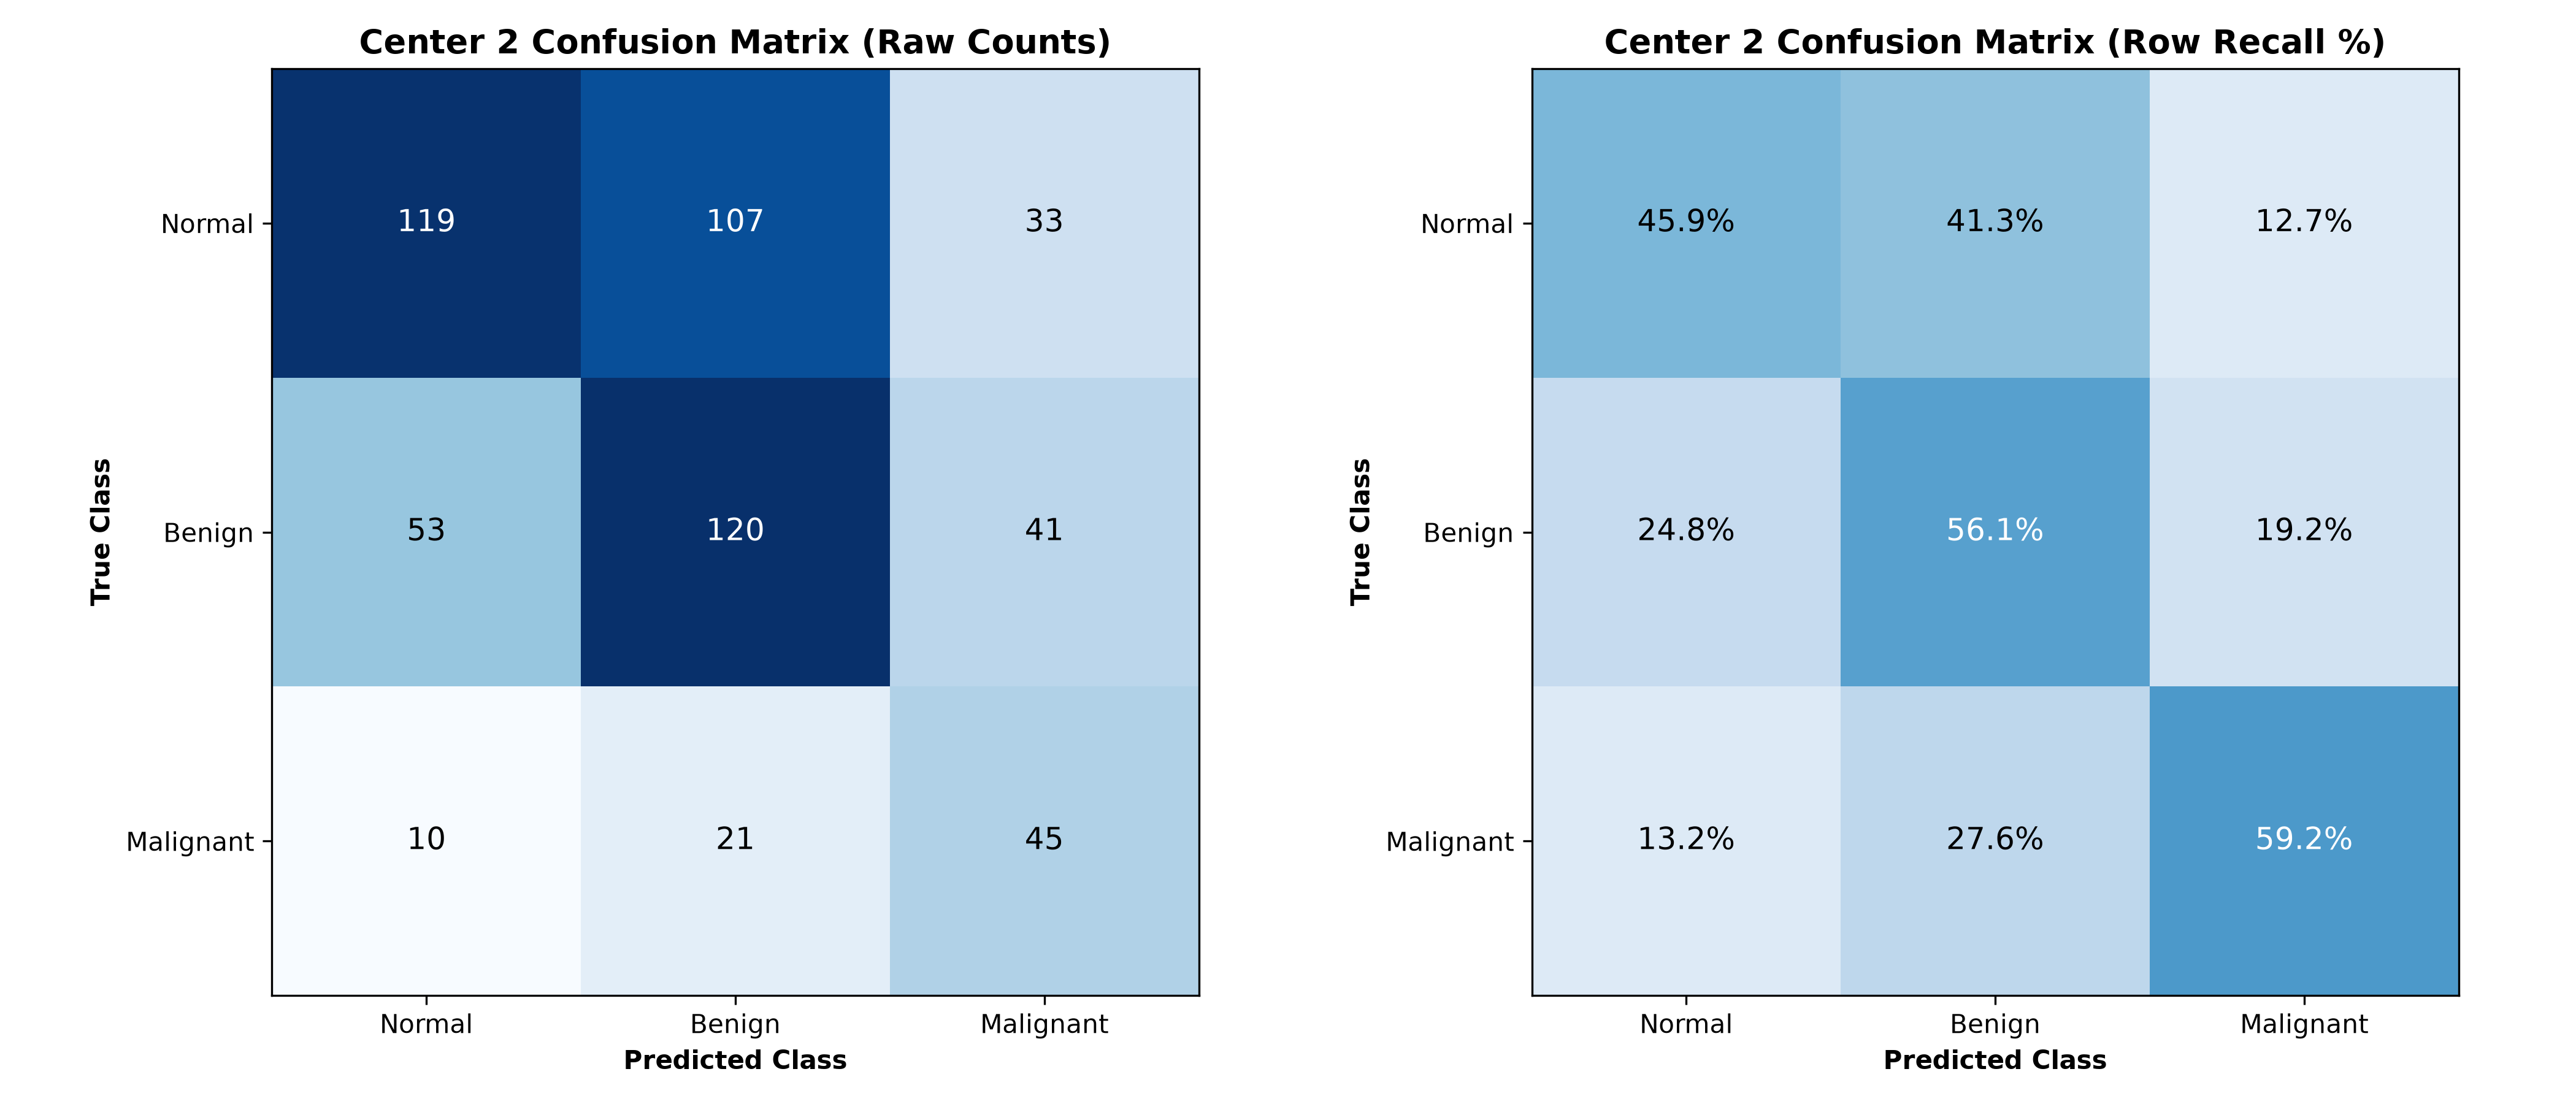 Center 2 Confusion Matrix (Raw Counts)
True Class
Normal 119 107 33
Benign 53 120 41
Malignant 10 21 45
Normal Benign Malignant
Predicted Class
Center 2 Confusion Matrix (Row Recall %)
True Class
Normal 45.9% 41.3% 12.7%
Benign 24.8% 56.1% 19.2%
Malignant 13.2% 27.6% 59.2%
Normal Benign Malignant
Predicted Class